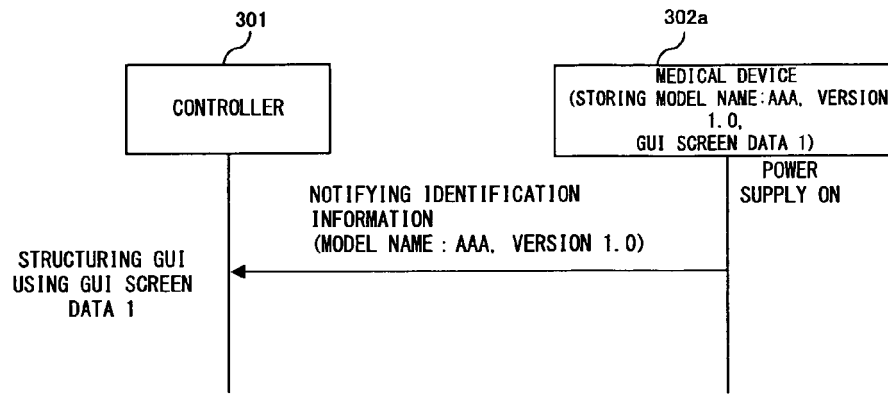 301
302a
CONTROLLER
MEDICAL DEVICE
(STORING MODEL NAME:AAA, VERSION
1.0,
GUI SCREEN DATA 1)
POWER
SUPPLY ON
NOTIFYING IDENTIFICATION
INFORMATION
(MODEL NAME : AAA, VERSION 1.0)
STRUCTURING GUI
USING GUI SCREEN
DATA 1